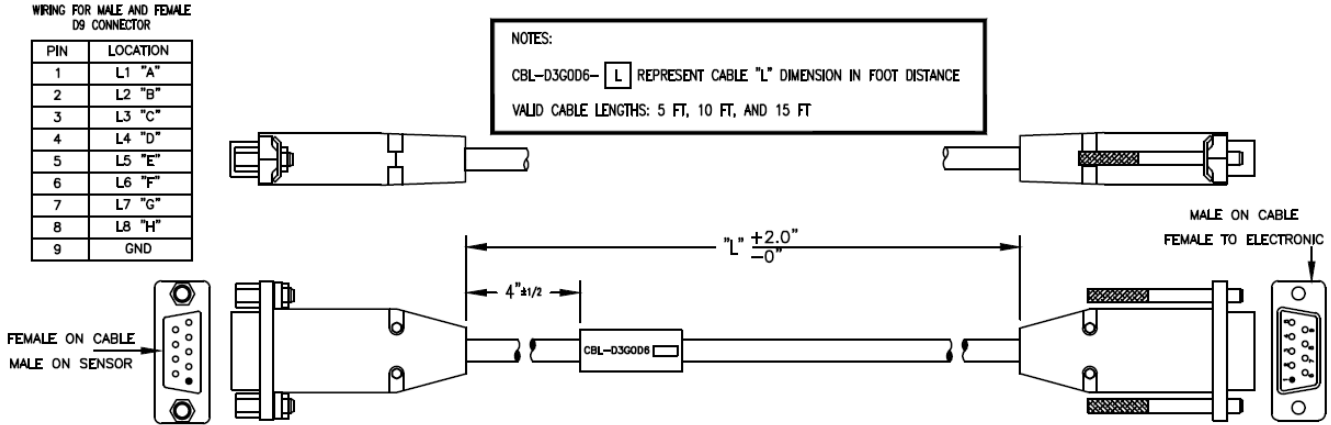 WIRING FOR MALE AND FEMALE
D9 CONNECTOR
PIN LOCATION
1 L1 "A"
2 L2 "B"
3 L3 "C"
4 L4 "D"
5 L5 "E"
6 L6 "F"
7 L7 "G"
8 L8 "H"
9 GND
NOTES:
CBL-D3G0D6- L REPRESENT CABLE "L" DIMENSION IN FOOT DISTANCE
VALID CABLE LENGTHS: 5 FT, 10 FT, AND 15 FT
"L" +2.0"
-0"
4"±1/2
MALE ON CABLE
FEMALE TO ELECTRONIC
FEMALE ON CABLE
MALE ON SENSOR
CBL-D3G0D6